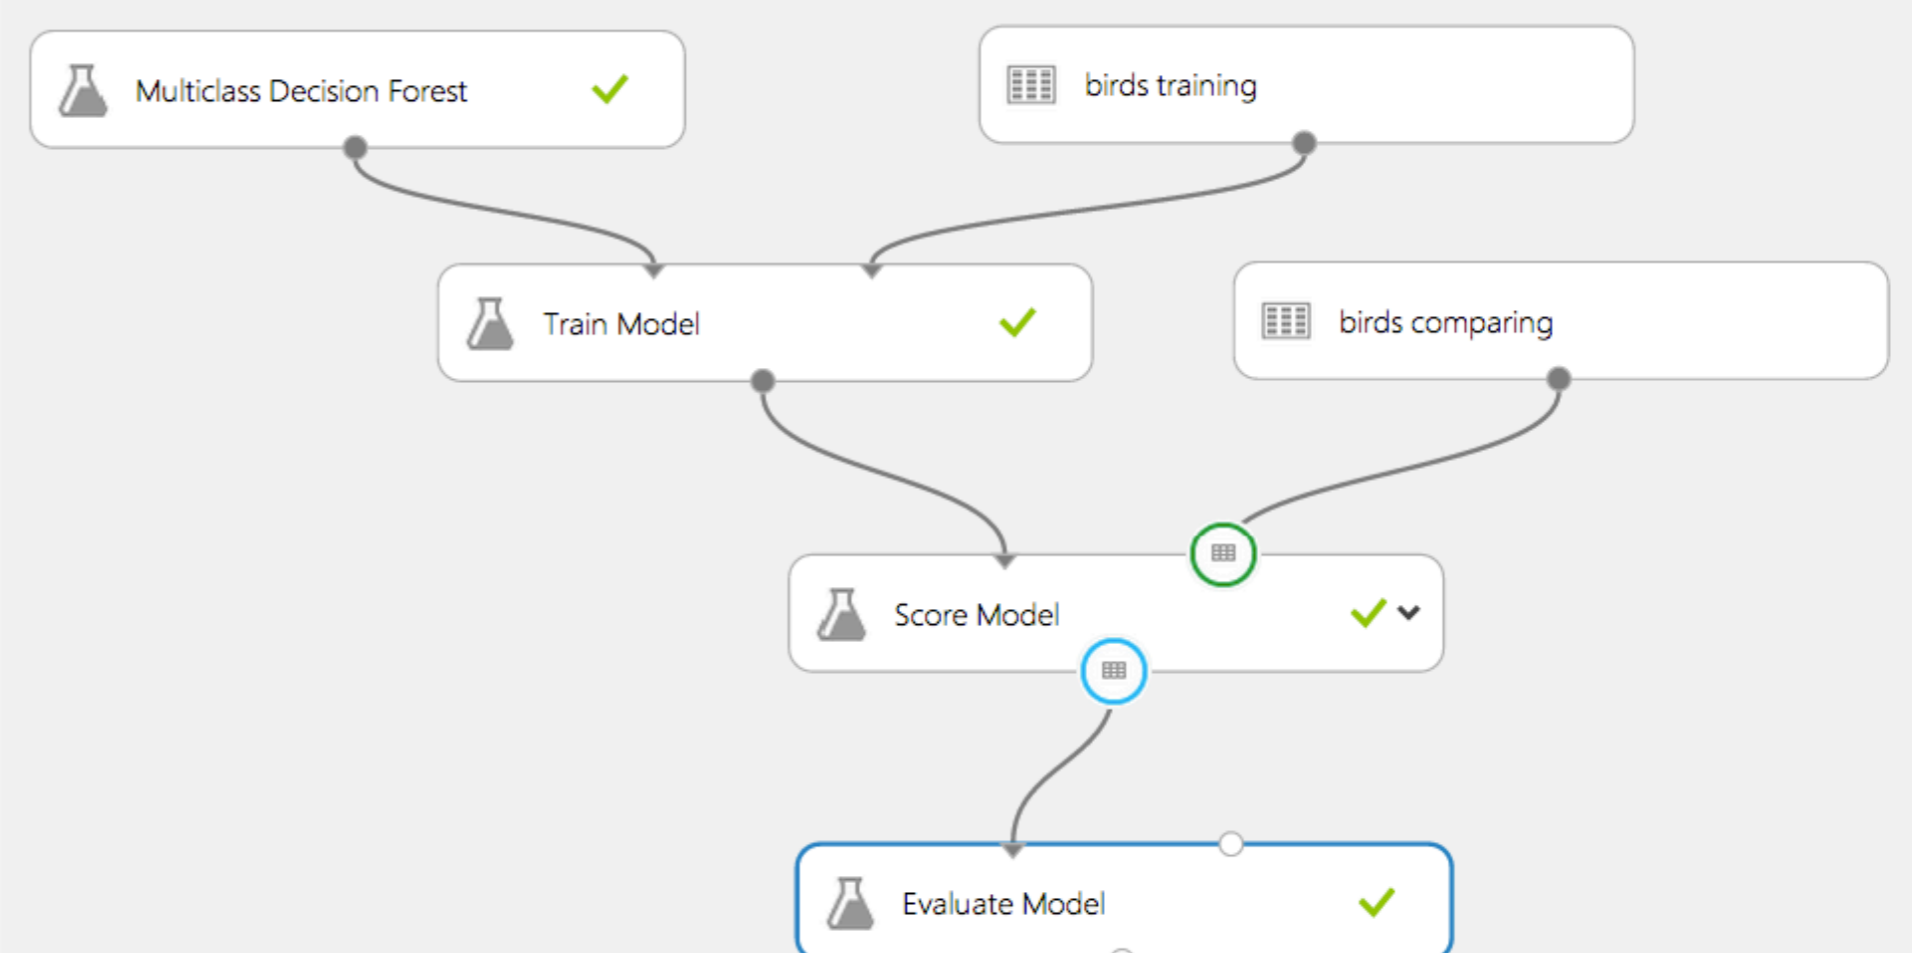 Multiclass Decision Forest
birds training
Train Model
birds comparing
Score Model
Evaluate Model